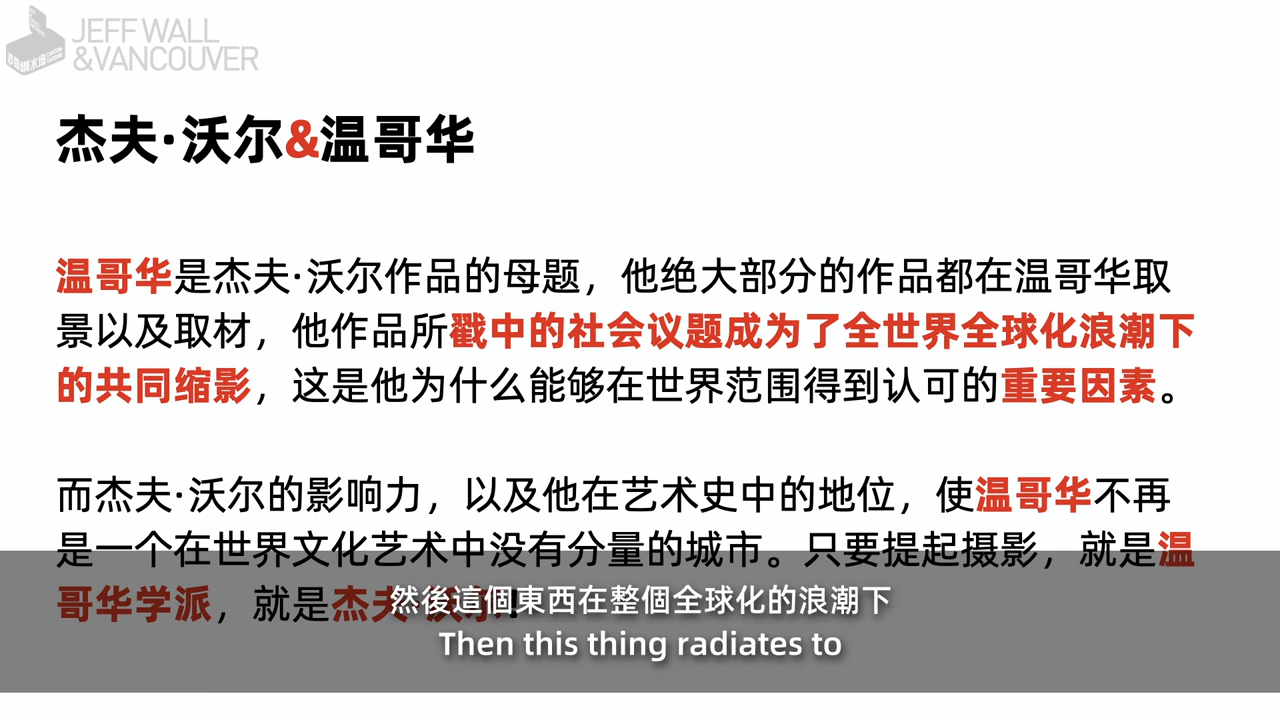 JEFF WALL
&VANCOUVER
杰夫·沃尔&温哥华
温哥华是杰夫·沃尔作品的母题，他绝大部分的作品都在温哥华取
景以及取材，他作品所戳中的社会议题成为了全世界全球化浪潮下
的共同缩影，这是他为什么能够在世界范围得到认可的重要因素。
而杰夫·沃尔的影响力，以及他在艺术史中的地位，使温哥华不再
是一个在世界文化艺术中没有分量的城市。只要提起摄影，就是温
哥华学派，就是杰夫·沃尔！
然後這個東西在整個全球化的浪潮下
Then this thing radiates to